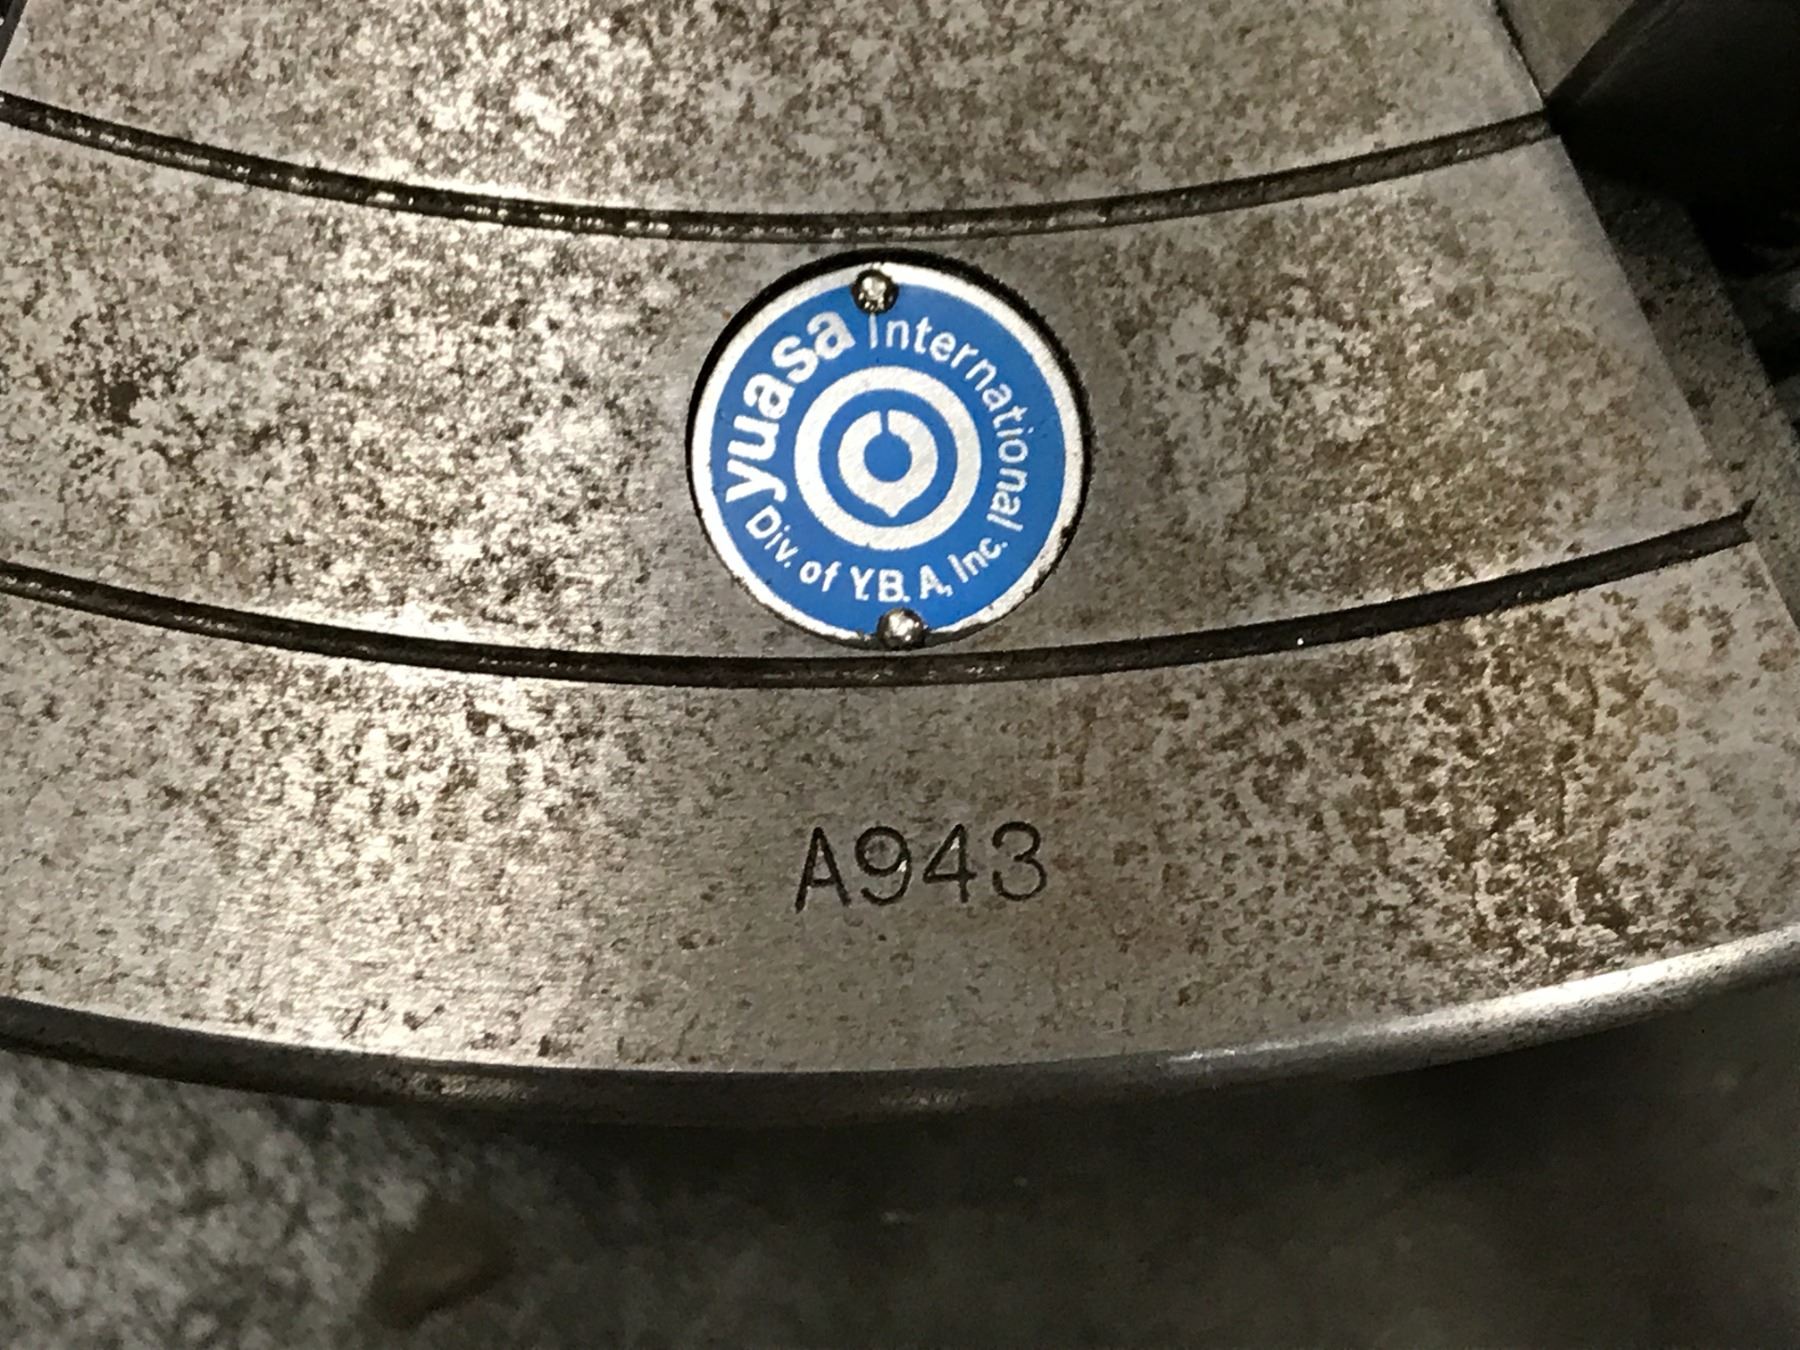 yuasa International
Div. of Y.B.A., Inc.
A943